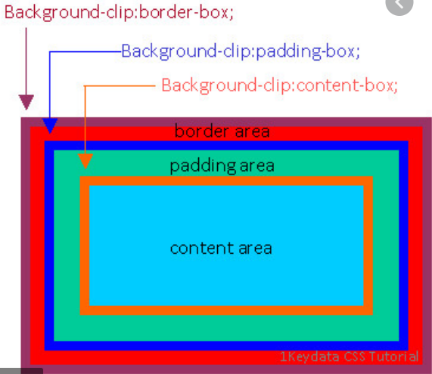 Background-clip:border-box;
Background-clip:padding-box;
Background-clip:content-box;
border area
padding area
content area
1Keydata CSS Tutorial